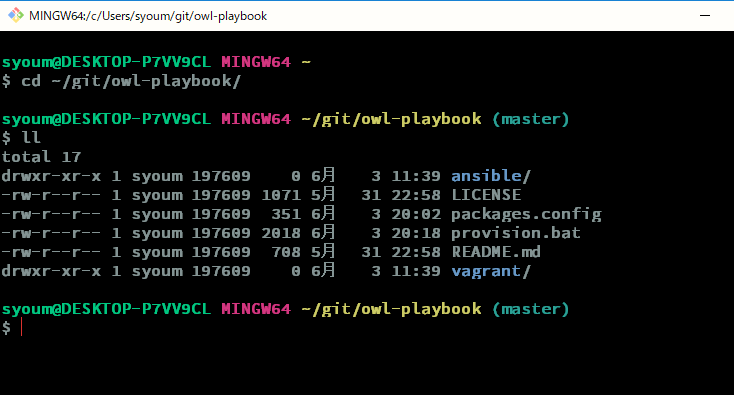 MINGW64:/c/Users/syoum/git/owl-playbook
syoum@DESKTOP-P7VV9CL MINGW64 ~
$ cd ~/git/owl-playbook/
syoum@DESKTOP-P7VV9CL MINGW64 ~/git/owl-playbook (master)
$ ll
total 17
drwxr-xr-x 1 syoum 197609    0 6月   3 11:39 ansible/
-rw-r--r-- 1 syoum 197609 1071 5月  31 22:58 LICENSE
-rw-r--r-- 1 syoum 197609  351 6月   3 20:02 packages.config
-rw-r--r-- 1 syoum 197609 2018 6月   3 20:18 provision.bat
-rw-r--r-- 1 syoum 197609  708 5月  31 22:58 README.md
drwxr-xr-x 1 syoum 197609    0 6月   3 11:39 vagrant/
syoum@DESKTOP-P7VV9CL MINGW64 ~/git/owl-playbook (master)
$